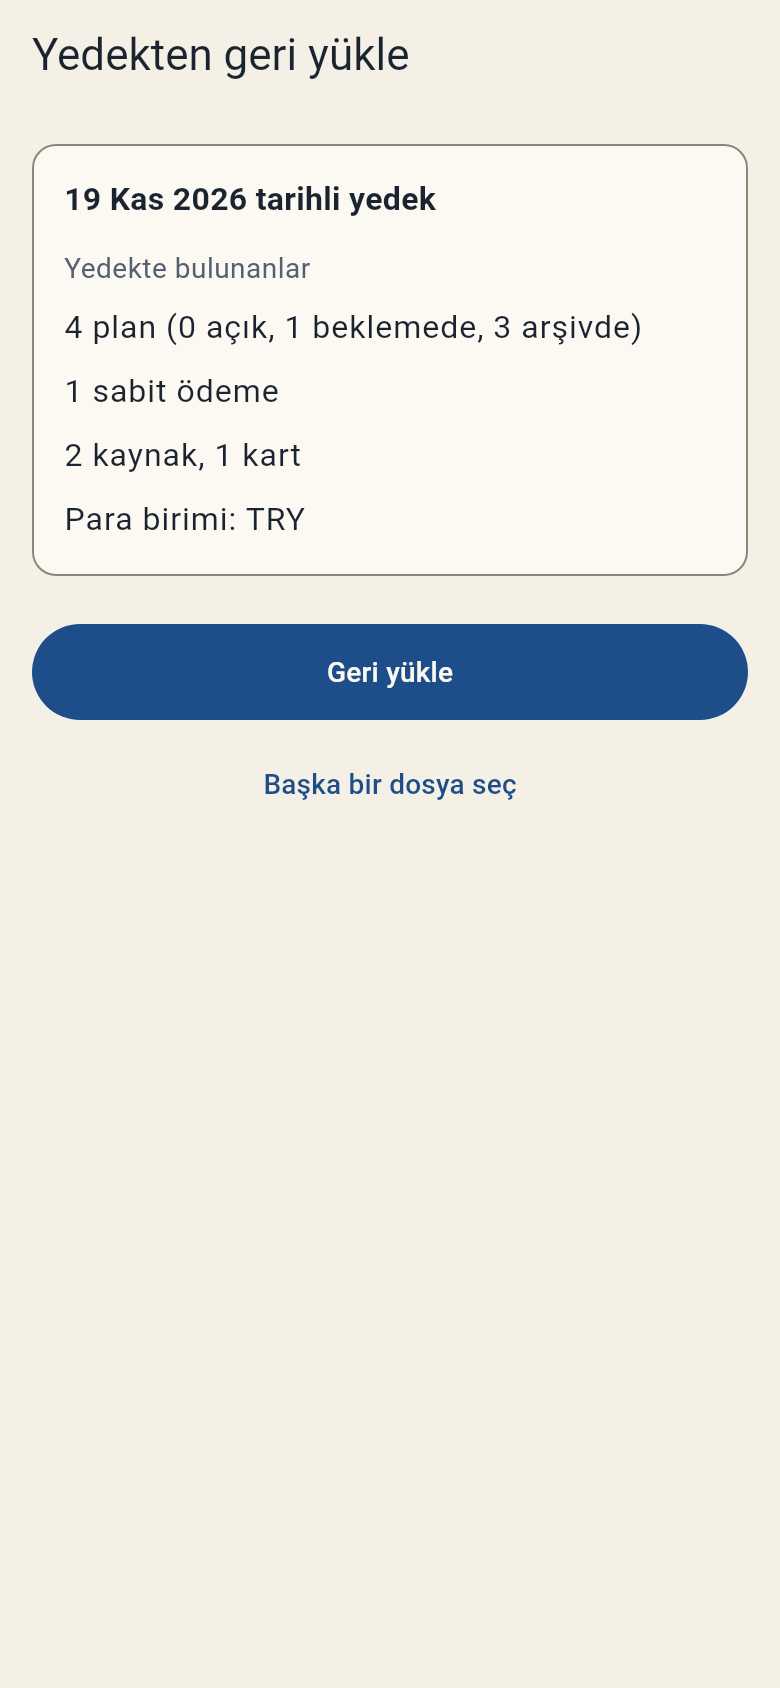 Yedekten geri yükle
19 Kas 2026 tarihli yedek
Yedekte bulunanlar
4 plan (0 açık, 1 beklemede, 3 arşivde)
1 sabit ödeme
2 kaynak, 1 kart
Para birimi: TRY
Geri yükle
Başka bir dosya seç